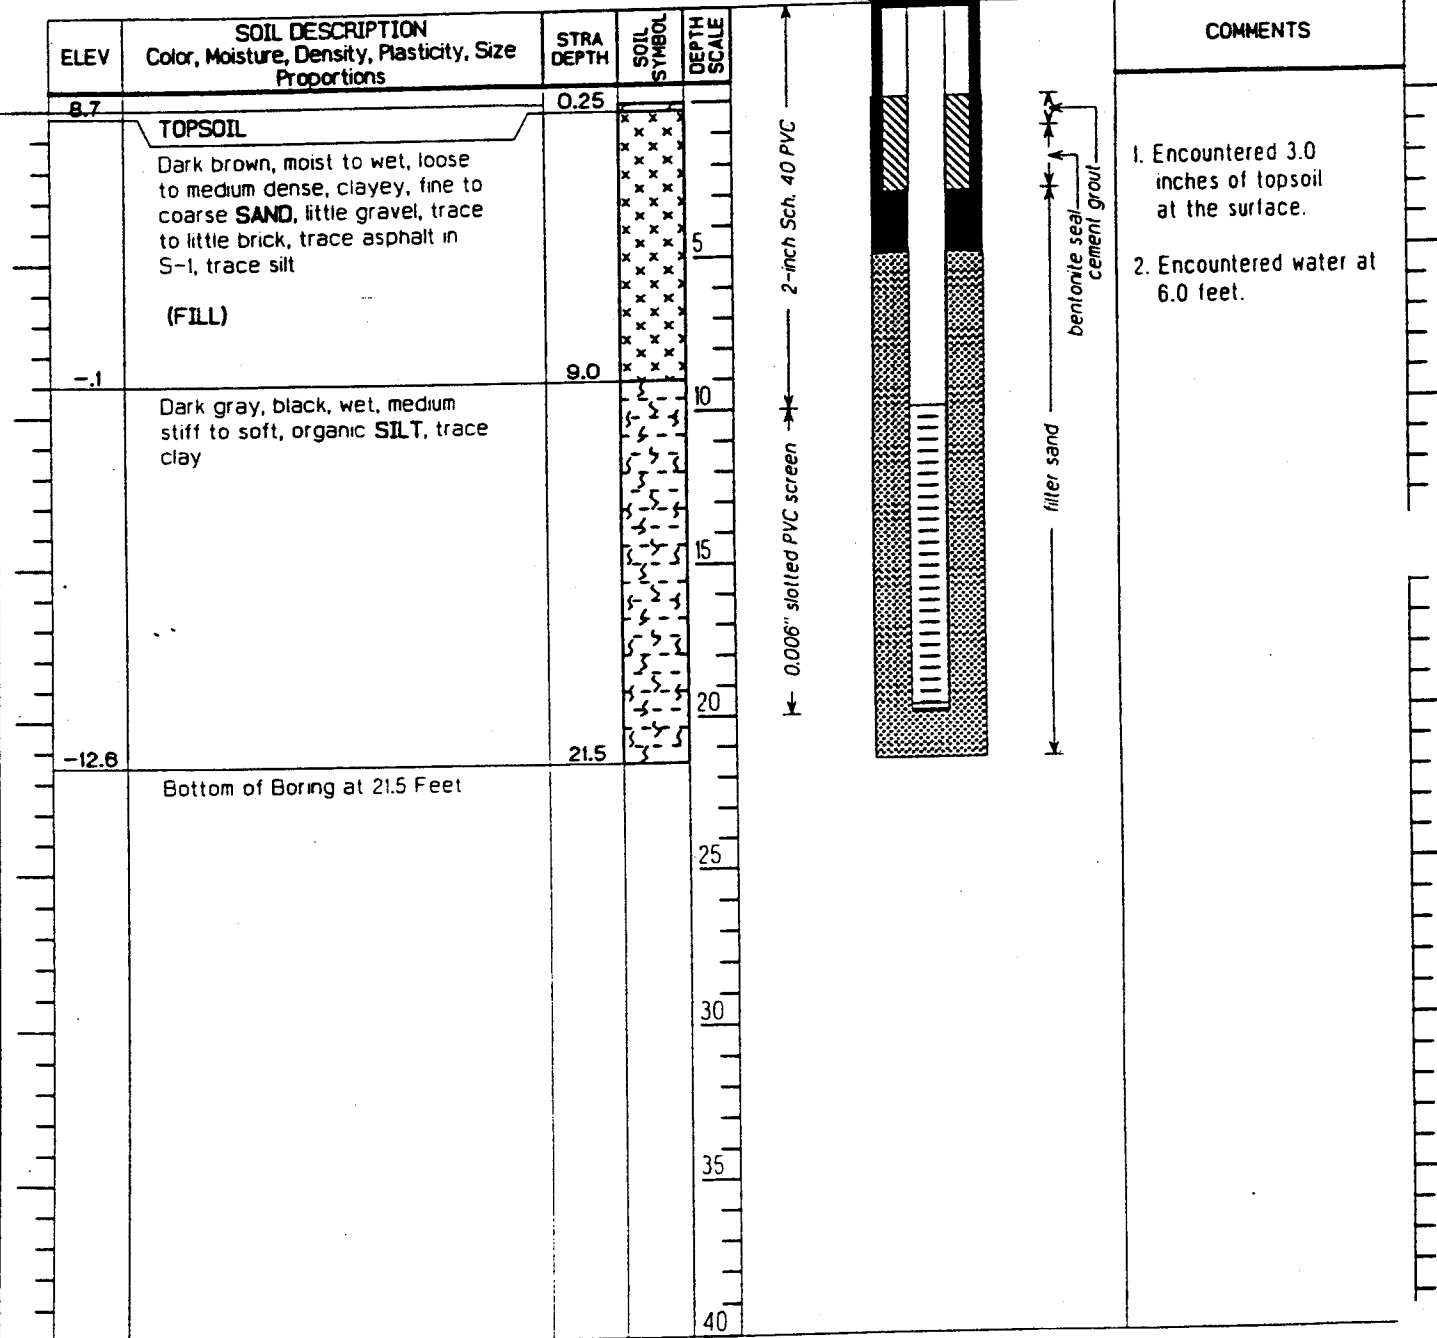 ELEV
SOIL DESCRIPTION
Color, Moisture, Density, Plasticity, Size
Proportions
STRA
DEPTH
SOIL
SYMBOL
DEPTH
SCALE
COMMENTS
8.7
0.25
TOPSOIL
Dark brown, moist to wet, loose
to medium dense, clayey, fine to
coarse SAND, little gravel, trace
to little brick, trace asphalt in
S-1, trace silt
(FILL)
-.1
9.0
Dark gray, black, wet, medium
stiff to soft, organic SILT, trace
clay
-12.6
21.5
Bottom of Boring at 21.5 Feet
5
10
15
20
25
30
35
40
2-inch Sch. 40 PVC
0.006" slotted PVC screen
filter sand
bentonite seal
cement grout
1. Encountered 3.0
inches of topsoil
at the surface.
2. Encountered water at
6.0 feet.